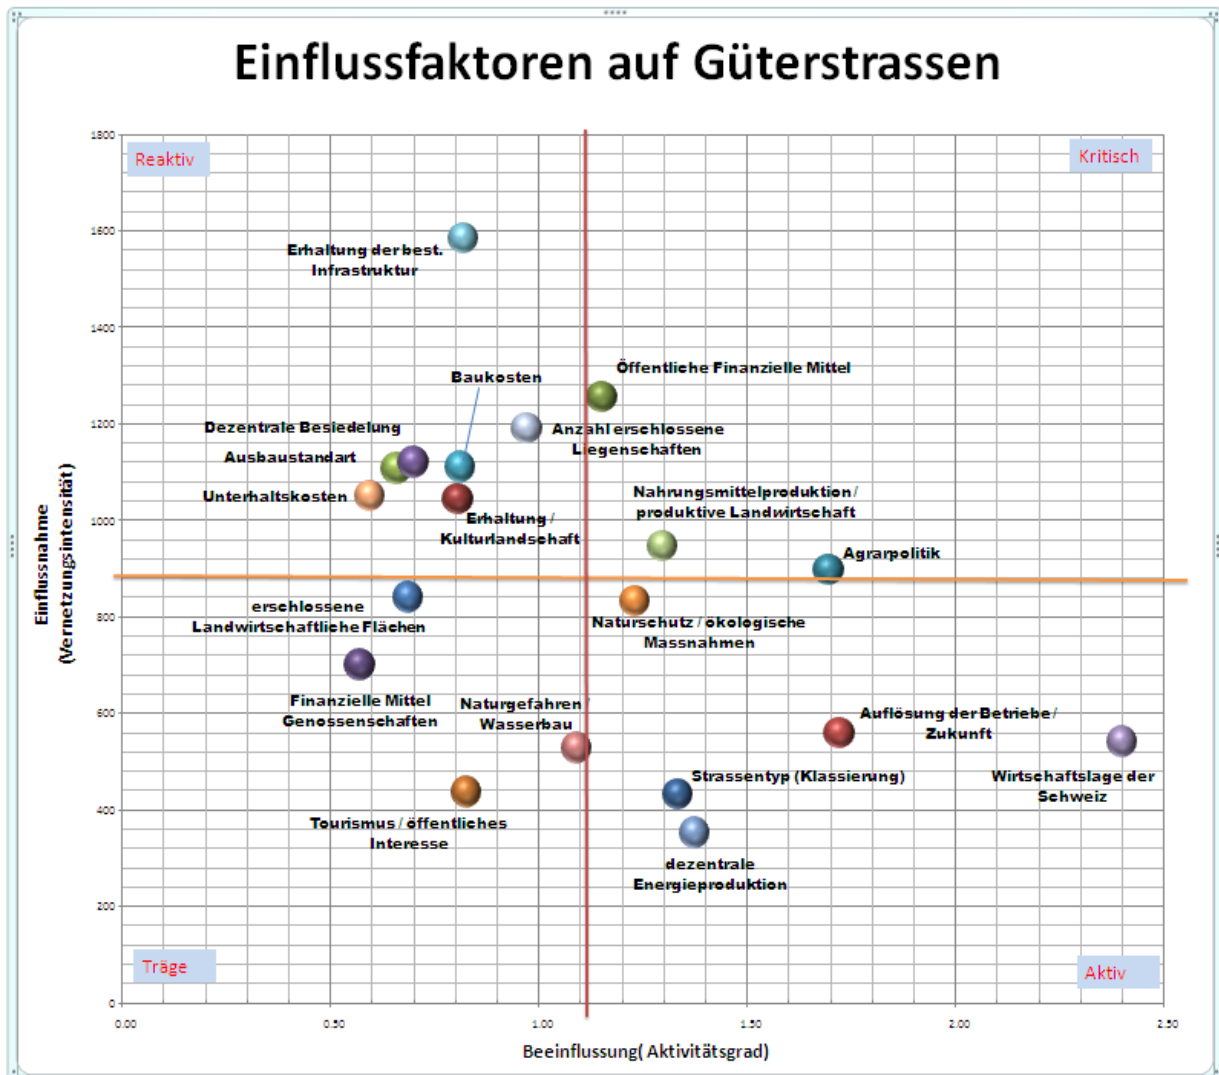 Einflussfaktoren auf Güterstrassen
1800
Reaktiv
Kritisch
1600
Erhaltung der best.
Infrastruktur
1400
Öffentliche Finanzielle Mittel
Baukosten
1200
Dezentrale Besiedelung
Anzahl erschlossene
Liegenschaften
Ausbaustandart
Unterhaltskosten
Nahrungsmittelproduktion /
produktive Landwirtschaft
1000
Erhaltung /
Kulturlandschaft
Agrarpolitik
Einflussnahme
(Vernetzungsintensität)
800
erschlossene
Landwirtschaftliche Flächen
Naturschutz / ökologische
Massnahmen
600
Finanzielle Mittel
Genossenschaften
Naturgefahren /
Wasserbau
Auflösung der Betriebe /
Zukunft
Strassentyp (Klassierung)
Wirtschaftslage der
Schweiz
400
Tourismus / öffentliches
Interesse
dezentrale
Energieproduktion
200
Träge
Aktiv
0
0.00 0.50 1.00 1.50 2.00 2.50
Beeinflussung( Aktivitätsgrad)